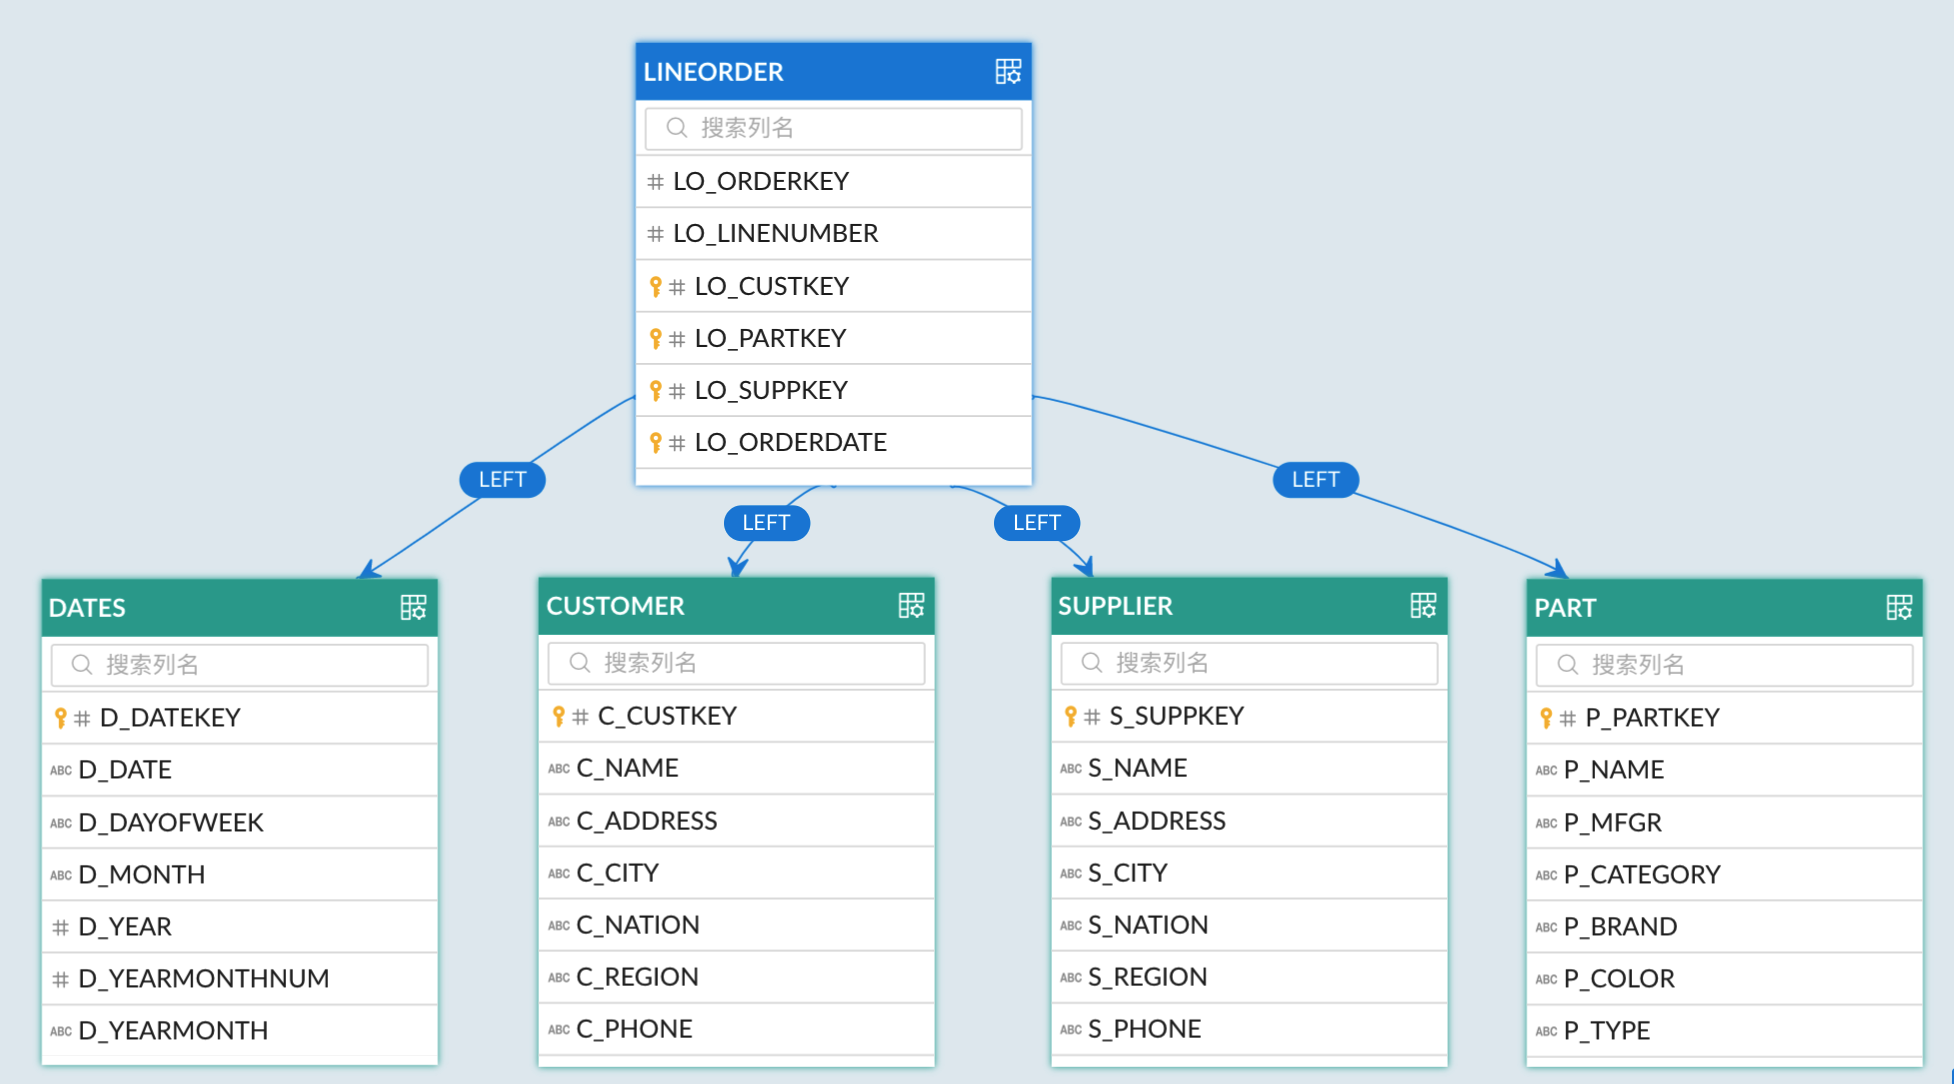 LINEORDER
搜索列名
# LO_ORDERKEY
# LO_LINENUMBER
# LO_CUSTKEY
# LO_PARTKEY
# LO_SUPPKEY
# LO_ORDERDATE
LEFT
LEFT
LEFT
LEFT
DATES
搜索列名
# D_DATEKEY
ABC D_DATE
ABC D_DAYOFWEEK
ABC D_MONTH
# D_YEAR
# D_YEARMONTHNUM
ABC D_YEARMONTH
CUSTOMER
搜索列名
# C_CUSTKEY
ABC C_NAME
ABC C_ADDRESS
ABC C_CITY
ABC C_NATION
ABC C_REGION
ABC C_PHONE
SUPPLIER
搜索列名
# S_SUPPKEY
ABC S_NAME
ABC S_ADDRESS
ABC S_CITY
ABC S_NATION
ABC S_REGION
ABC S_PHONE
PART
搜索列名
# P_PARTKEY
ABC P_NAME
ABC P_MFGR
ABC P_CATEGORY
ABC P_BRAND
ABC P_COLOR
ABC P_TYPE